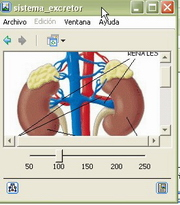 sistema_excretor
Archivo Edición Ventana Ayuda
RENALES
50 100 150 200 250